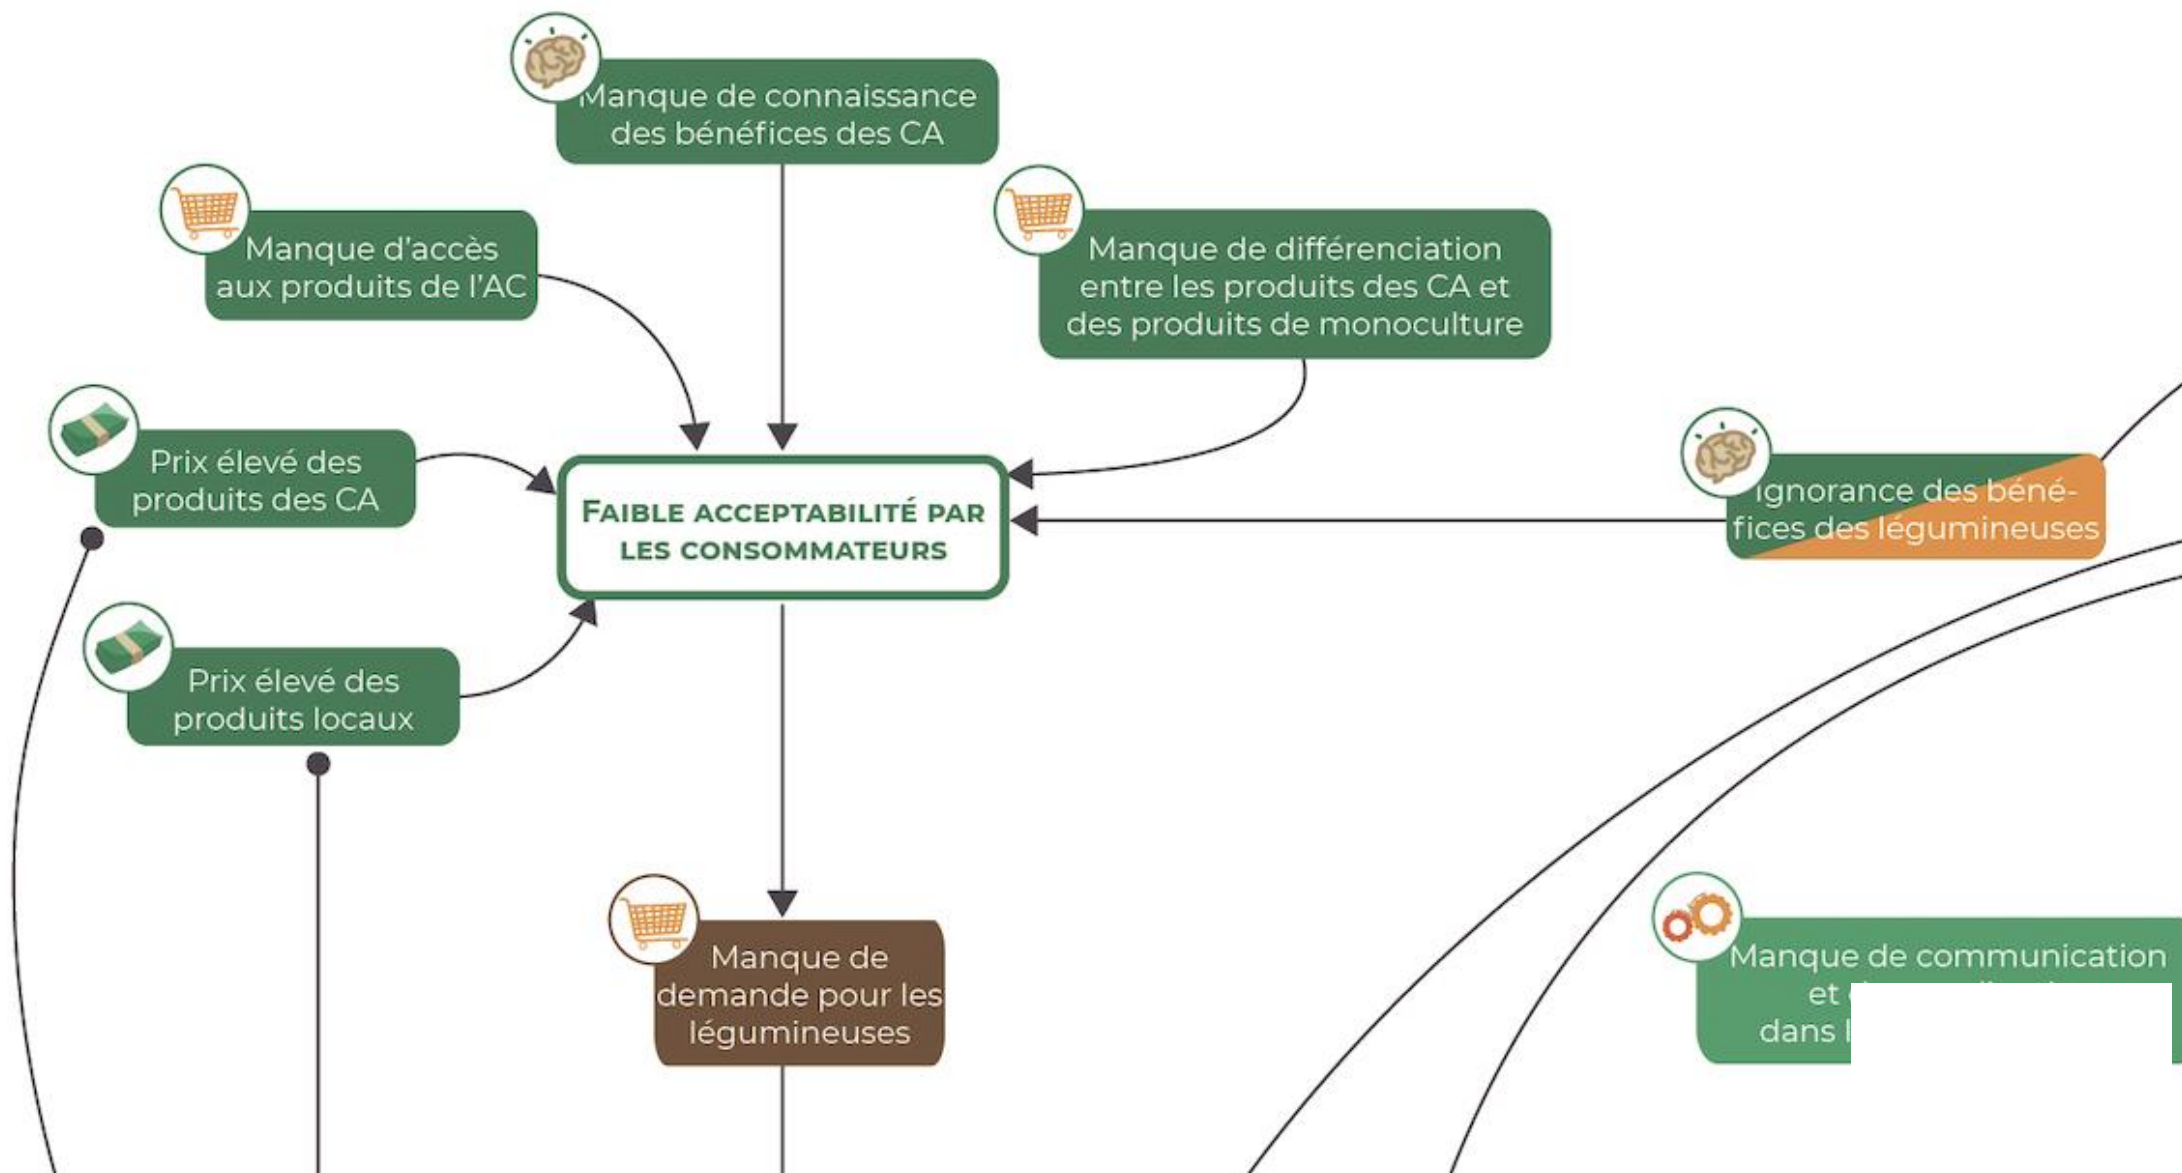 Manque de connaissance
des bénéfices des CA
Manque d'accès
aux produits de l'AC
Manque de différenciation
entre les produits des CA et
des produits de monoculture
Prix élevé des
produits des CA
FAIBLE ACCEPTABILITÉ PAR
LES CONSOMMATEURS
Ignorance des béné-
fices des légumineuses
Prix élevé des
produits locaux
Manque de
demande pour les
légumineuses
Manque de communication
et
dans